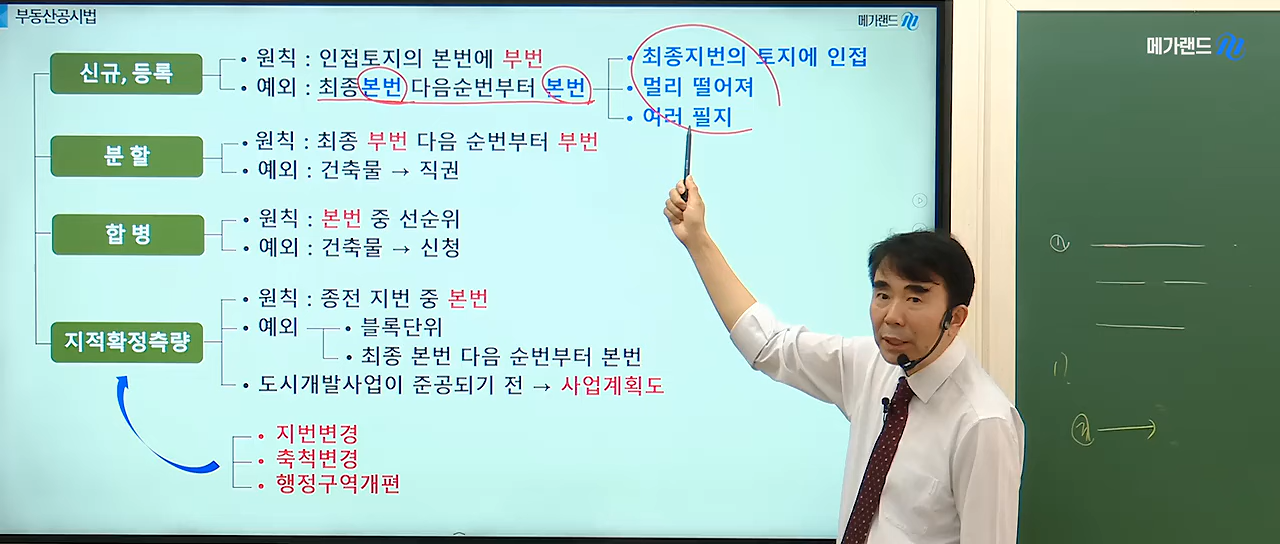 부동산공시법
메가랜드
메가랜드
신규, 등록
• 원칙 : 인접토지의 본번에 부번
• 예외 : 최종본번 다음순번부터 본번
• 최종지번의 토지에 인접
• 멀리 떨어져
• 여러 필지
분 할
• 원칙 : 최종 부번 다음 순번부터 부번
• 예외 : 건축물 → 직권
합 병
• 원칙 : 본번 중 선순위
• 예외 : 건축물 → 신청
지적확정측량
• 원칙 : 종전 지번 중 본번
• 예외
• 블록단위
• 최종 본번 다음 순번부터 본번
• 도시개발사업이 준공되기 전 → 사업계획도
• 지번변경
• 축척변경
• 행정구역개편